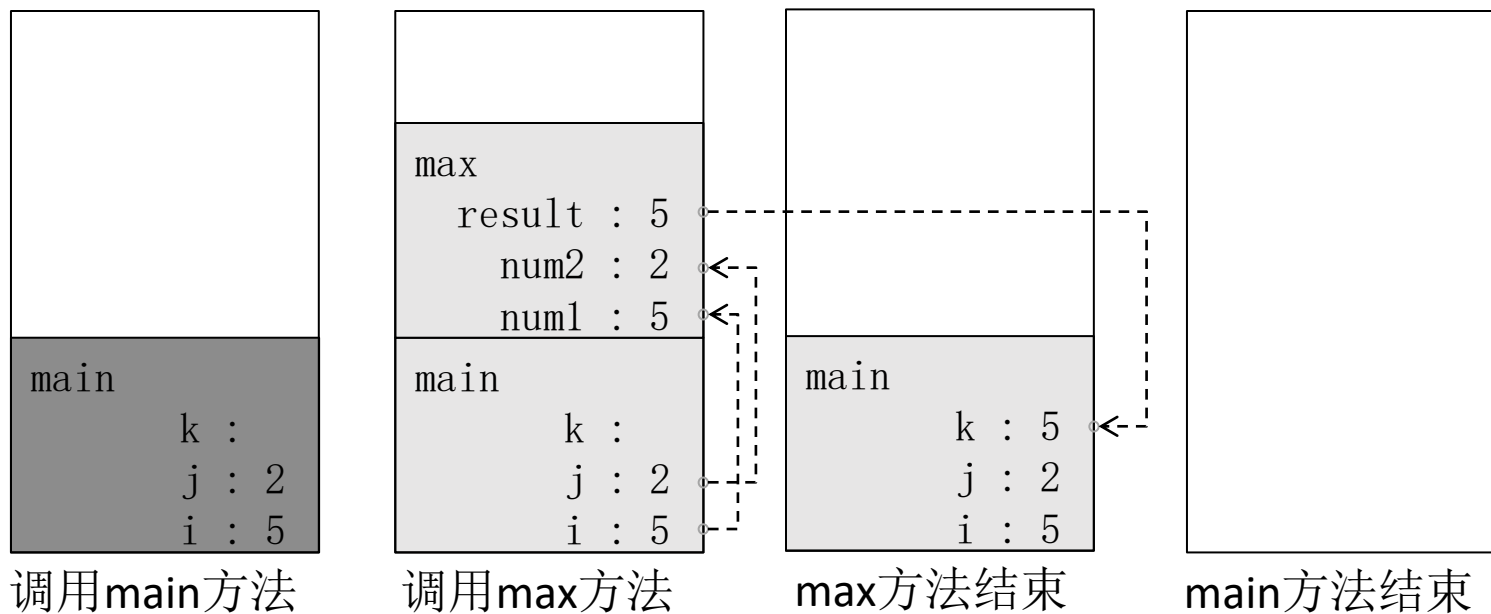 main
k :
j : 2
i : 5
调用main方法
max
result : 5
num2 : 2
num1 : 5
main
k :
j : 2
i : 5
调用max方法
main
k : 5
j : 2
i : 5
max方法结束
main方法结束